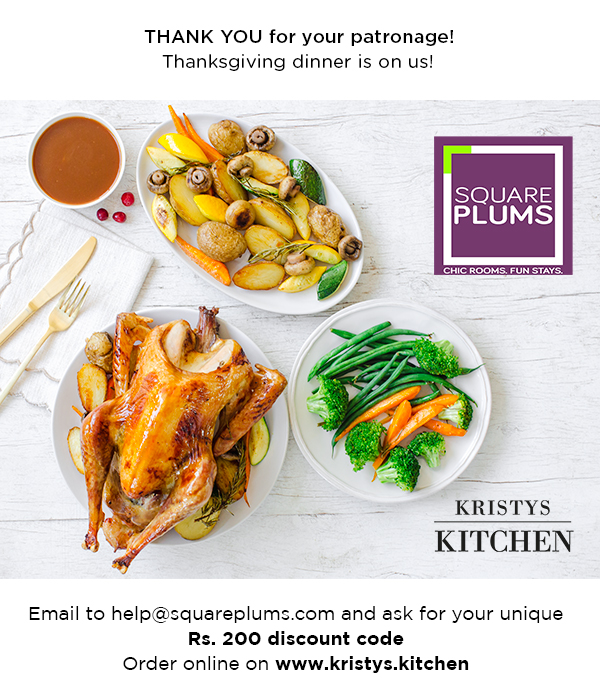 THANK YOU for your patronage!
Thanksgiving dinner is on us!
SQUARE
PLUMS
CHIC ROOMS. FUN STAYS.
KRISTYS
KITCHEN
Email to help@squareplums.com and ask for your unique
Rs. 200 discount code
Order online on www.kristys.kitchen